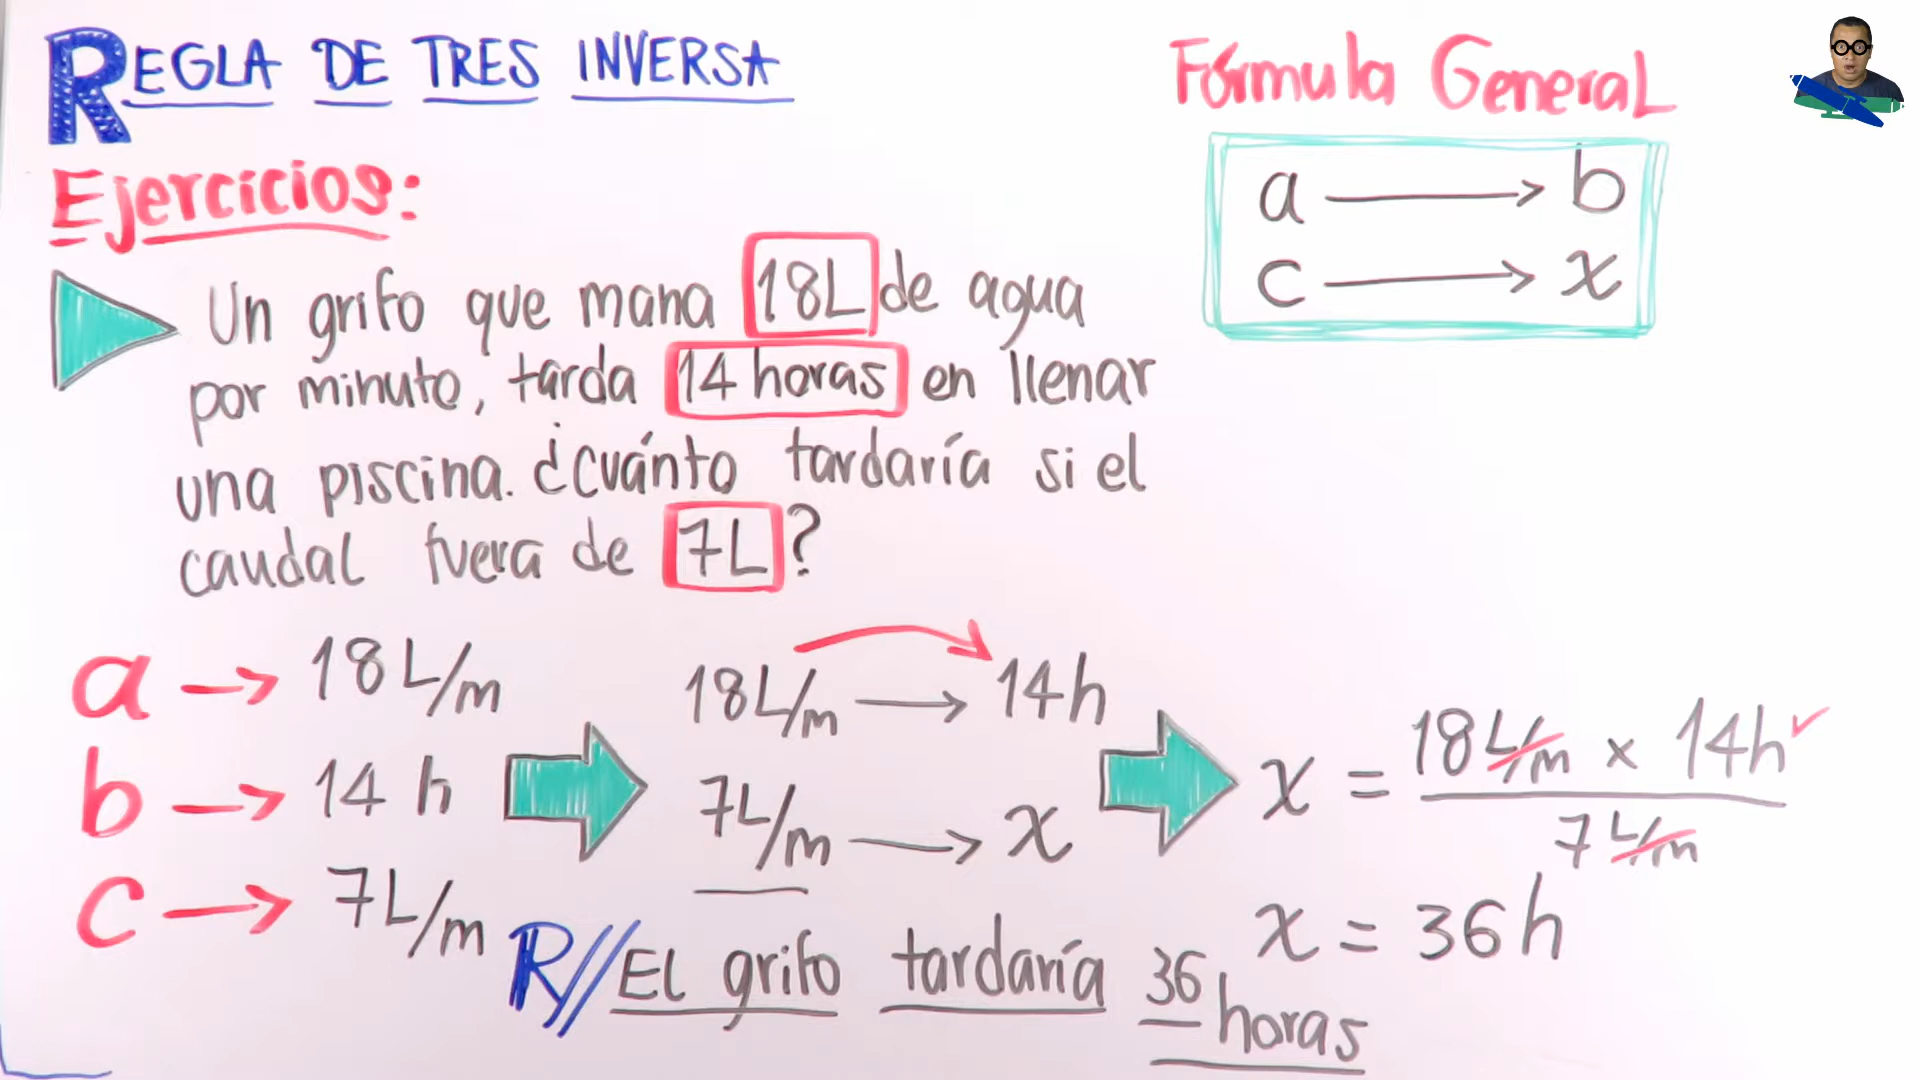 REGLA DE TRES INVERSA
Fórmula General
a → b
c → x
Ejercicios:
Un grifo que mana 18L de agua
por minuto, tarda 14 horas en llenar
una piscina. ¿cuánto tardaría si el
caudal fuera de 7L?
a → 18L/m
b → 14 h
c → 7L/m
18L/m → 14h
7L/m → x
x = 18 L/m x 14h ✓
7 L/m
x = 36h
R// El grifo tardaría 36
horas